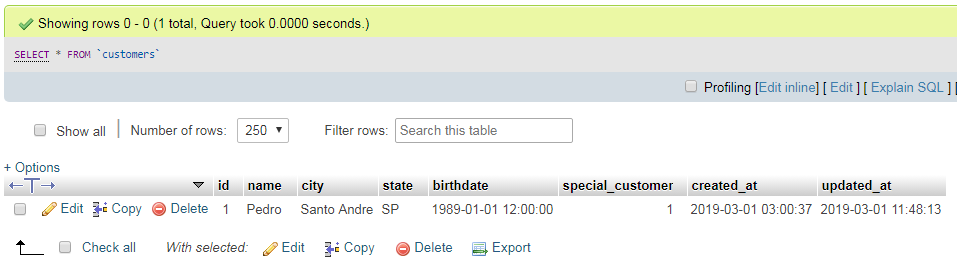 Showing rows 0 - 0 (1 total, Query took 0.0000 seconds.)
SELECT * FROM `customers`
Profiling [Edit inline] [ Edit ] [ Explain SQL ] [
Show all Number of rows: 250 Filter rows: Search this table
+ Options
←T→ id name city state birthdate special_customer created_at updated_at
Edit Copy Delete 1 Pedro Santo Andre SP 1989-01-01 12:00:00 1 2019-03-01 03:00:37 2019-03-01 11:48:13
Check all With selected: Edit Copy Delete Export